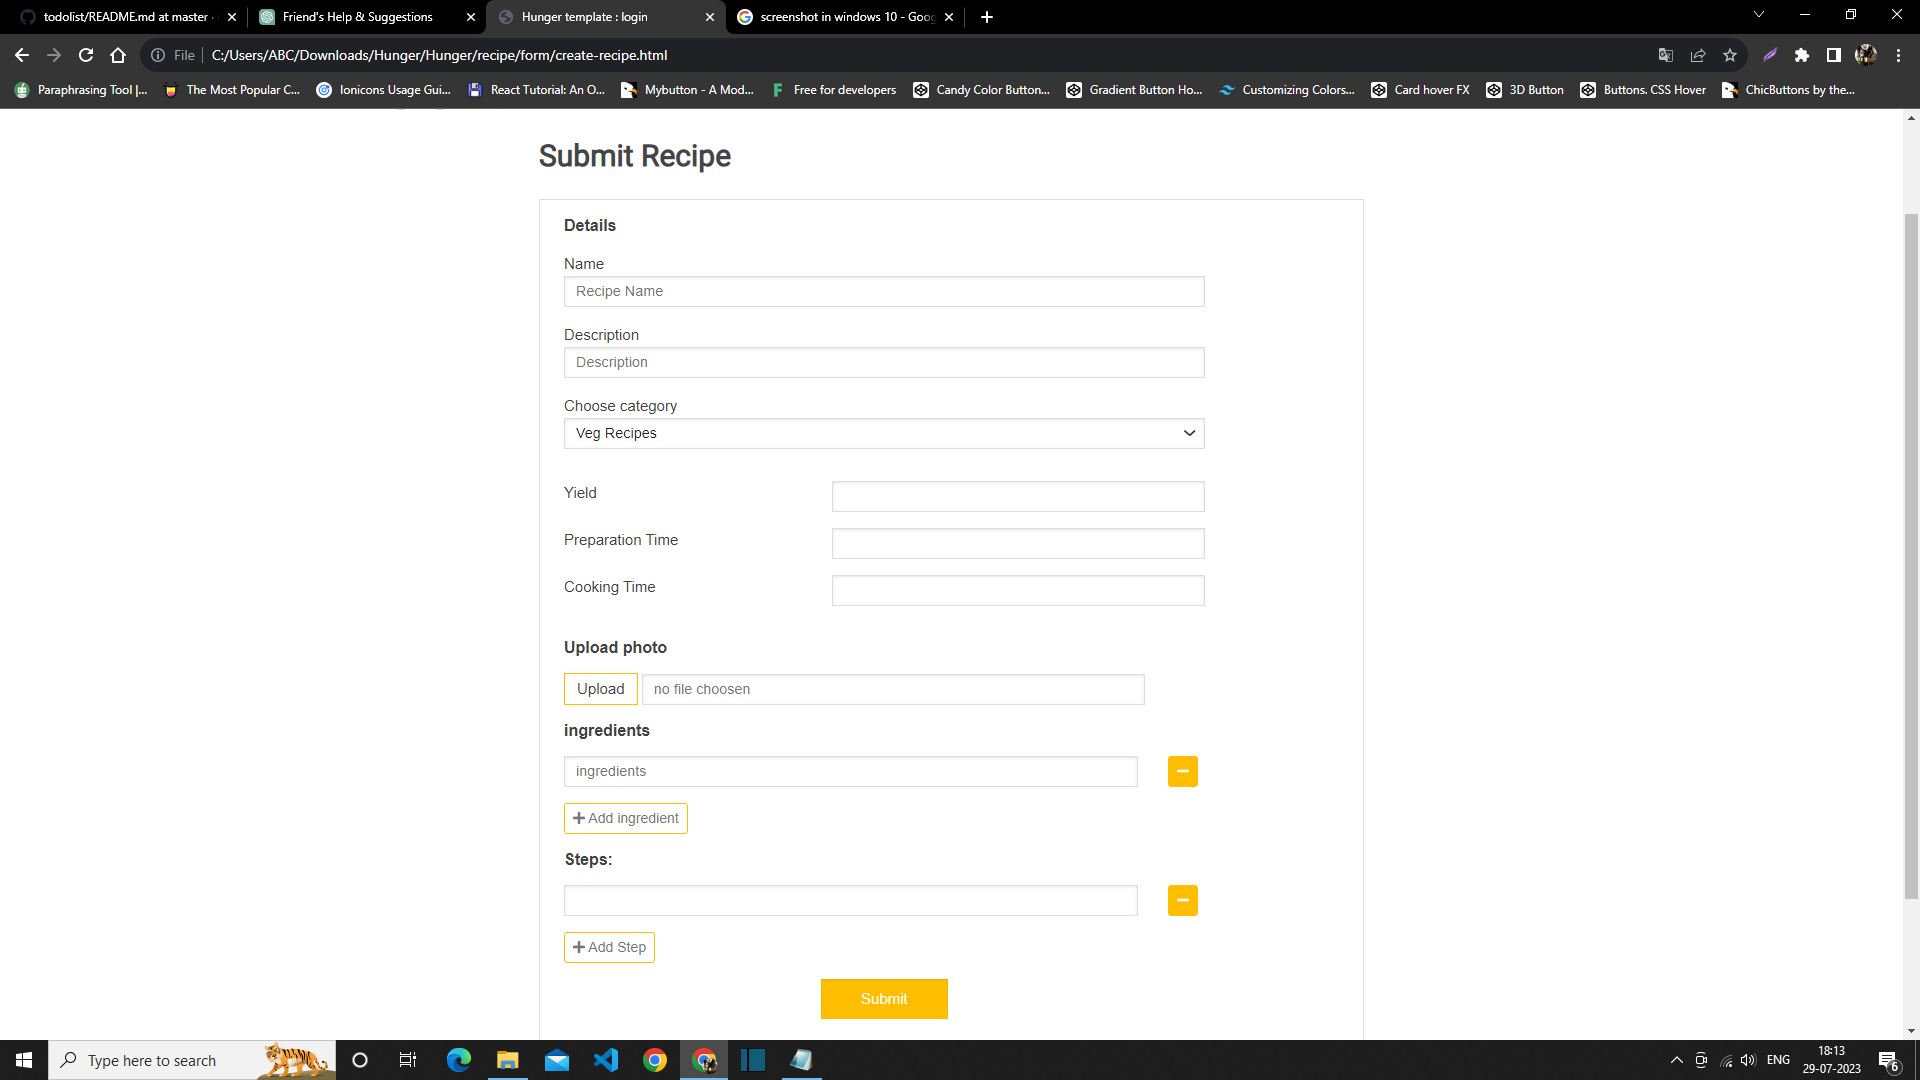 todolist/README.md at master ·
Friend's Help & Suggestions
Hunger template : login
screenshot in windows 10 - Goog
File
C:/Users/ABC/Downloads/Hunger/Hunger/recipe/form/create-recipe.html
Paraphrasing Tool |...
The Most Popular C...
Ionicons Usage Gui...
React Tutorial: An O...
Mybutton - A Mod...
Free for developers
Candy Color Button...
Gradient Button Ho...
Customizing Colors...
Card hover FX
3D Button
Buttons. CSS Hover
ChicButtons by the...
Submit Recipe
Details
Name
Recipe Name
Description
Description
Choose category
Veg Recipes
Yield
Preparation Time
Cooking Time
Upload photo
Upload
no file choosen
ingredients
ingredients
Add ingredient
Steps:
Add Step
Submit
Type here to search
ENG
18:13
29-07-2023
6